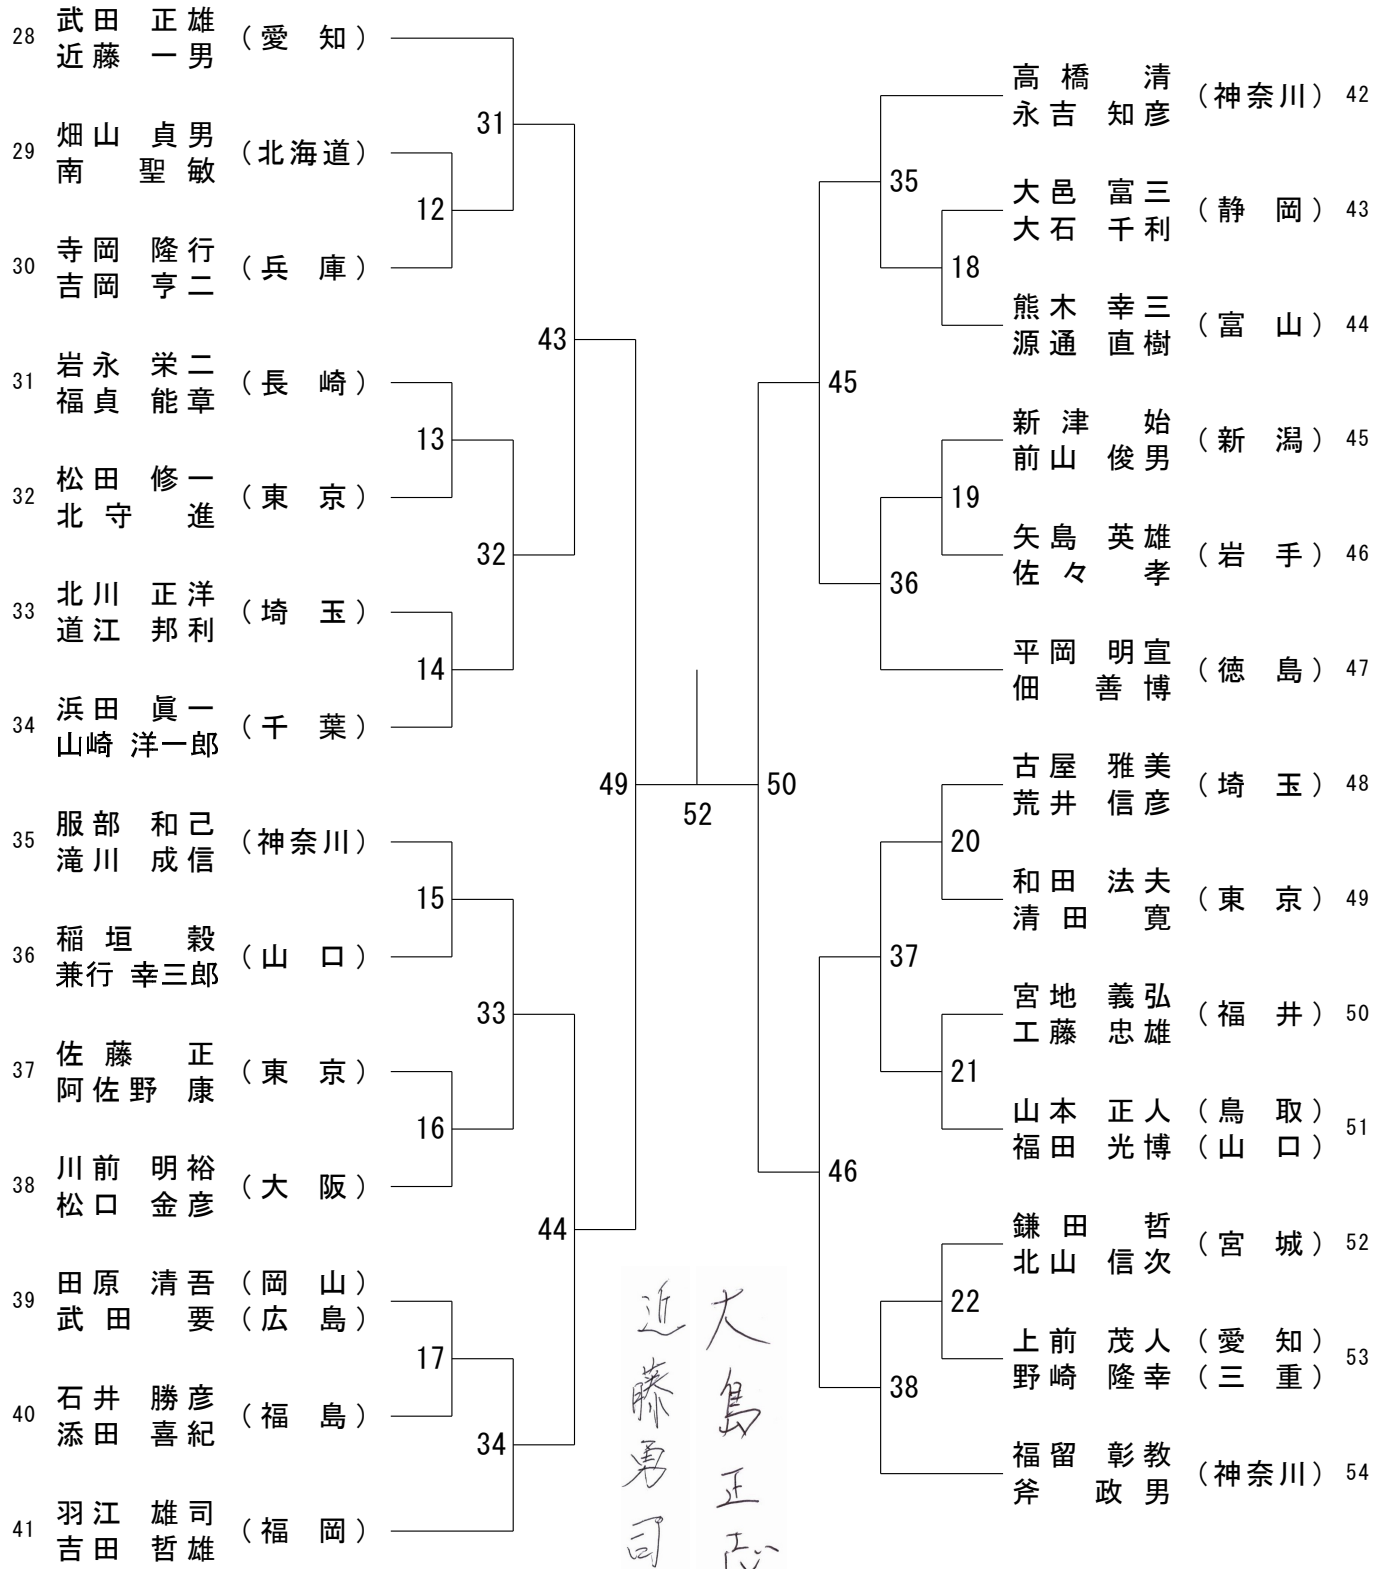 28 武田 正雄 (愛 知)
近藤 一男
29 畑山 貞男 (北海道)
南 聖敏
30 寺岡 隆行 (兵 庫)
吉岡 亨二
31 岩永 栄二 (長 崎)
福貞 能章
32 松田 修一 (東 京)
北守 進
33 北川 正洋 (埼 玉)
道江 邦利
34 浜田 眞一 (千 葉)
山崎 洋一郎
35 服部 和己 (神奈川)
滝川 成信
36 稲垣 毅 (山 口)
兼行 幸三郎
37 佐藤 正 (東 京)
阿佐野 康
38 川前 明裕 (大 阪)
松口 金彦
39 田原 清吾 (岡 山)
武田 要 (広 島)
40 石井 勝彦 (福 島)
添田 喜紀
41 羽江 雄司 (福 岡)
吉田 哲雄
12
13
14
15
16
17
31
32
33
34
43
44
49
52
50
45
46
35
36
37
38
18
19
20
21
22
高橋 清 (神奈川) 42
永吉 知彦
大邑 富三 (静 岡) 43
大石 千利
熊木 幸三 (富 山) 44
源通 直樹
新津 始 (新 潟) 45
前山 俊男
矢島 英雄 (岩 手) 46
佐々 孝
平岡 明宣 (徳 島) 47
佃 善博
古屋 雅美 (埼 玉) 48
荒井 信彦
和田 法夫 (東 京) 49
清田 寛
宮地 義弘 (福 井) 50
工藤 忠雄
山本 正人 (鳥 取) 51
福田 光博 (山 口)
鎌田 哲 (宮 城) 52
北山 信次
上前 茂人 (愛 知) 53
野崎 隆幸 (三 重)
福留 彰教 (神奈川) 54
斧 政男
大島正志
近藤勇司